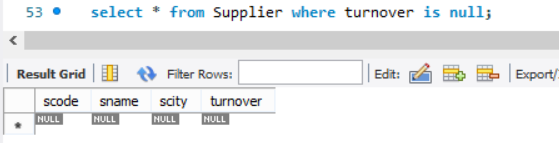 53 select * from Supplier where turnover is null;
Result Grid Filter Rows: Edit: Export/
scode sname scity turnover
* NULL NULL NULL NULL